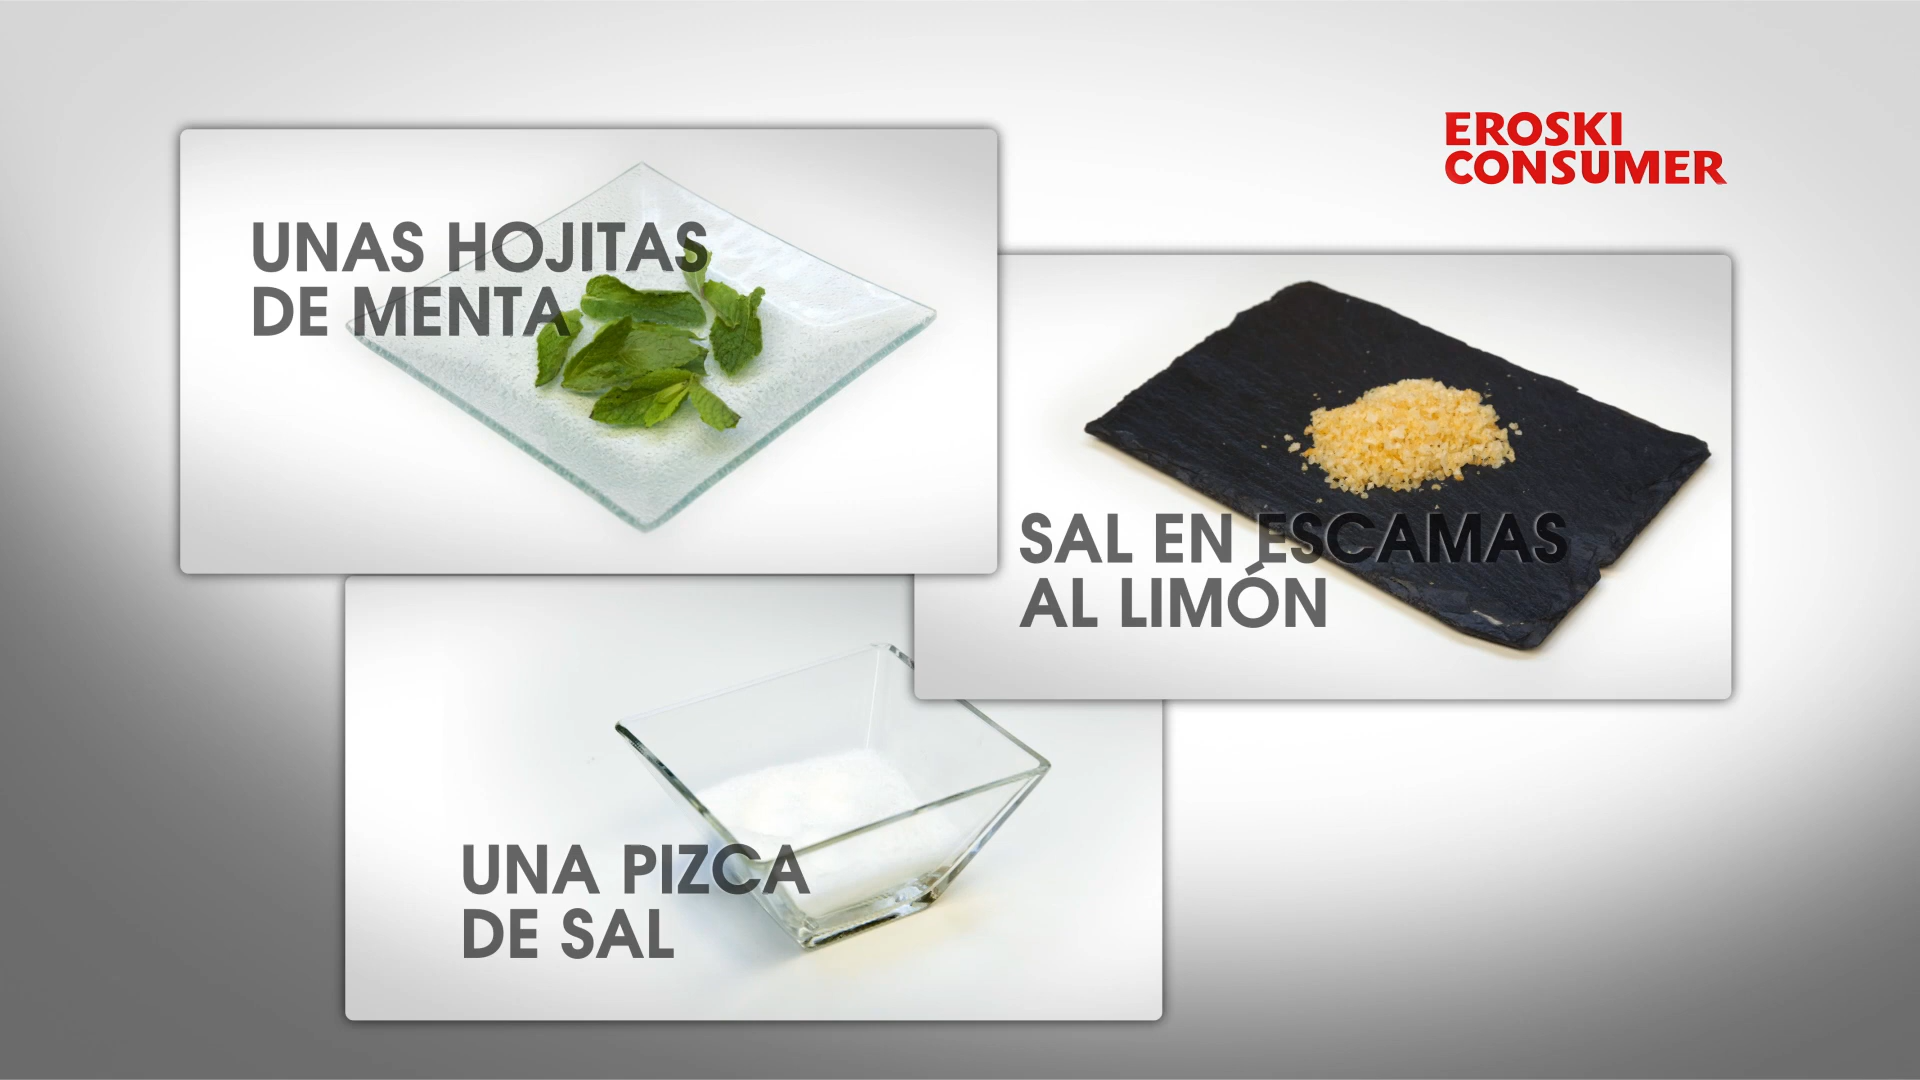 EROSKI
CONSUMER
UNAS HOJITAS
DE MENTA
SAL EN ESCAMAS
AL LIMÓN
UNA PIZCA
DE SAL